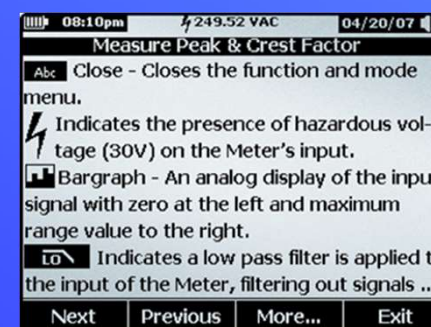 08:10pm 249.52 VAC 04/20/07
Measure Peak & Crest Factor
Abc Close - Closes the function and mode
menu.
Indicates the presence of hazardous vol-
tage (30V) on the Meter's input.
Bargraph - An analog display of the inpu
signal with zero at the left and maximum
range value to the right.
LO Indicates a low pass filter is applied t
the input of the Meter, filtering out signals ..
Next Previous More... Exit